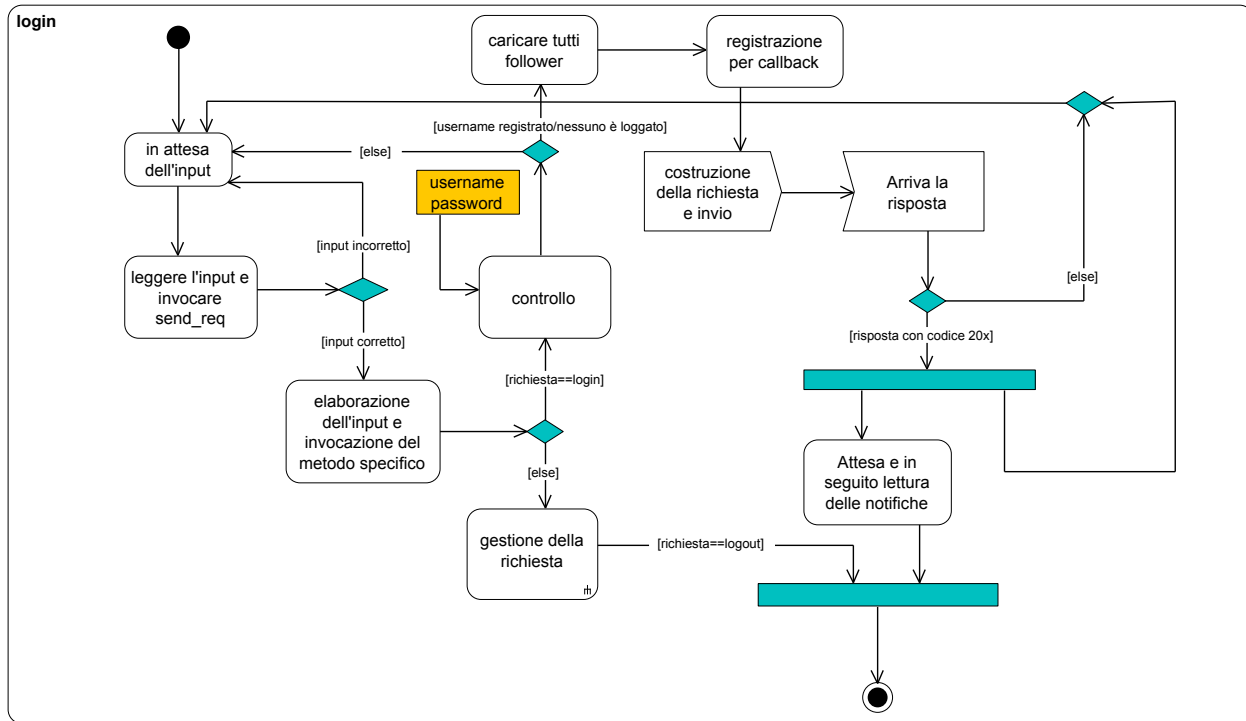 login
caricare tutti
follower
registrazione
per callback
[username registrato/nessuno è loggato]
in attesa
dell'input
[else]
username
password
costruzione
della richiesta
e invio
Arriva la
risposta
[input incorretto]
leggere l'input e
invocare
send_req
controllo
[else]
[input corretto]
[risposta con codice 20x]
[richiesta==login]
elaborazione
dell'input e
invocazione del
metodo specifico
[else]
Attesa e in
seguito lettura
delle notifiche
gestione della
richiesta
[richiesta==logout]